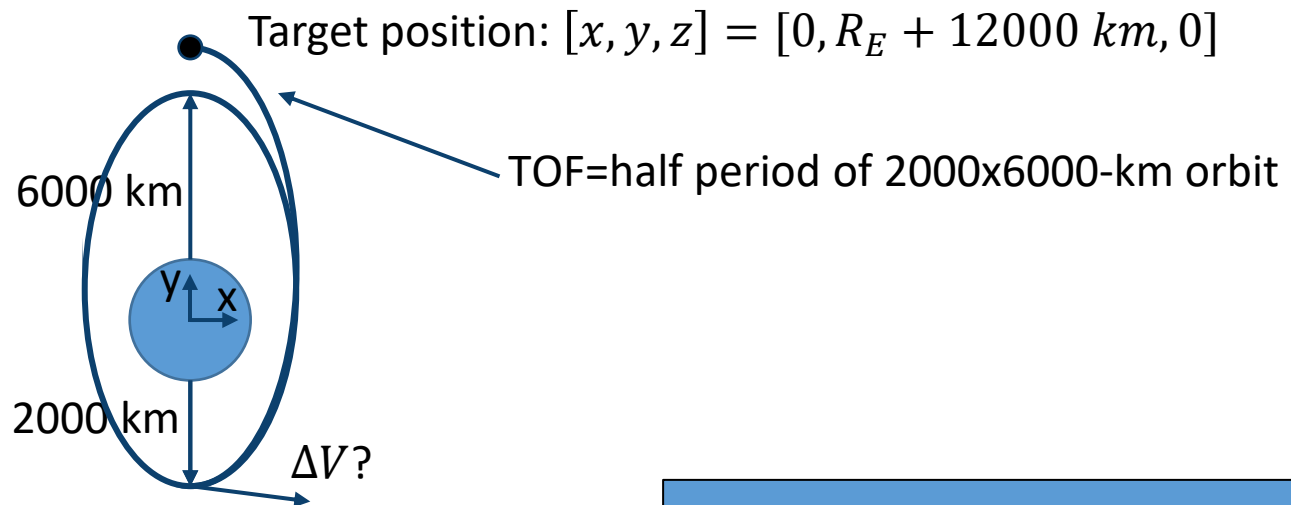 Target position: [x, y, z] = [0, R_E + 12000 km, 0]
TOF=half period of 2000x6000-km orbit
6000 km
y
x
2000 km
ΔV?